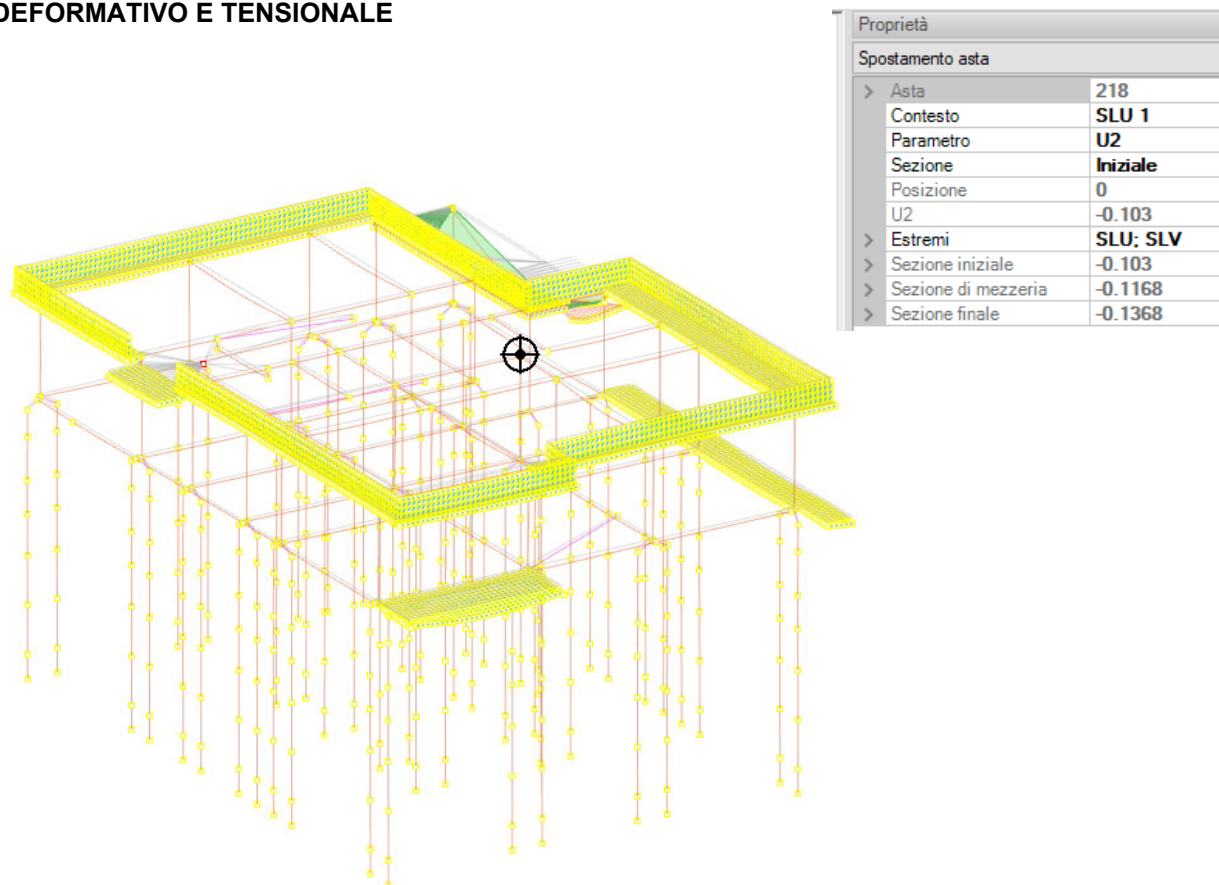 DEFORMATIVO E TENSIONALE
Proprietà
Spostamento asta
> Asta 218
Contesto SLU 1
Parametro U2
Sezione Iniziale
Posizione 0
U2 -0.103
> Estremi SLU; SLV
> Sezione iniziale -0.103
> Sezione di mezzeria -0.1168
> Sezione finale -0.1368